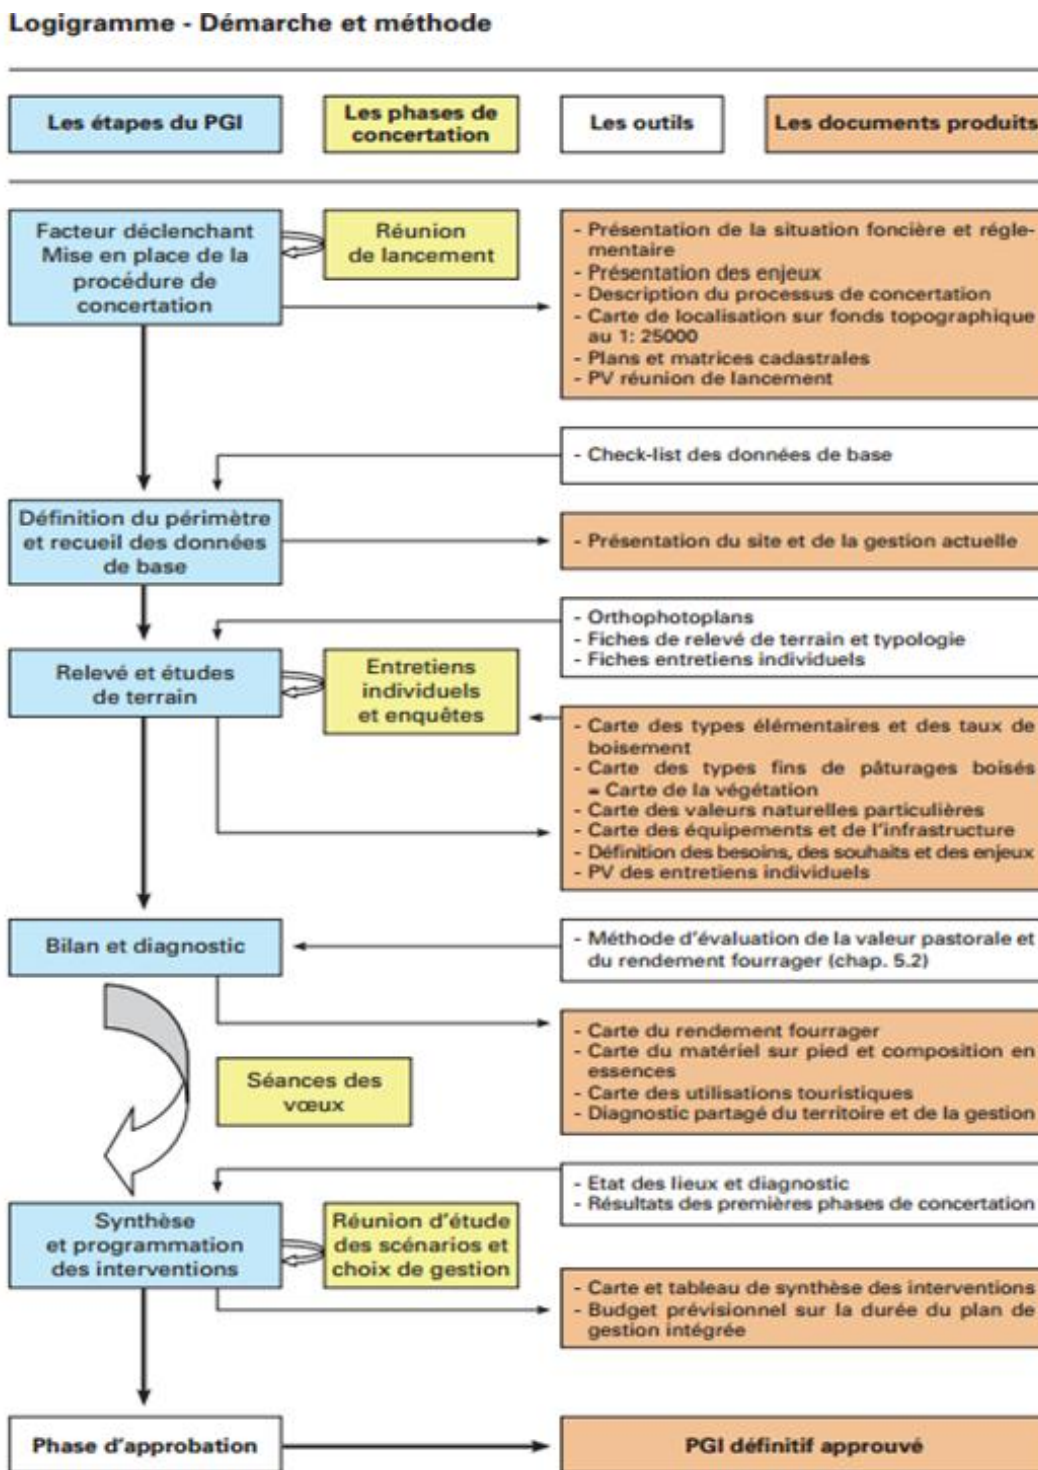 Logigramme - Démarche et méthode
Les étapes du PGI
Les phases de
concertation
Les outils
Les documents produits
Facteur déclenchant
Mise en place de la
procédure de
concertation
Réunion
de lancement
- Présentation de la situation foncière et régle-
mentaire
- Présentation des enjeux
- Description du processus de concertation
- Carte de localisation sur fonds topographique
au 1: 25000
- Plans et matrices cadastrales
- PV réunion de lancement
- Check-list des données de base
Définition du périmètre
et recueil des données
de base
- Présentation du site et de la gestion actuelle
- Orthophotoplans
- Fiches de relevé de terrain et typologie
- Fiches entretiens individuels
Relevé et études
de terrain
Entretiens
individuels
et enquêtes
- Carte des types élémentaires et des taux de
boisement
- Carte des types fins de pâturages boisés
= Carte de la végétation
- Carte des valeurs naturelles particulières
- Carte des équipements et de l'infrastructure
- Définition des besoins, des souhaits et des enjeux
- PV des entretiens individuels
Bilan et diagnostic
- Méthode d'évaluation de la valeur pastorale et
du rendement fourrager (chap. 5.2)
- Carte du rendement fourrager
- Carte du matériel sur pied et composition en
essences
- Carte des utilisations touristiques
- Diagnostic partagé du territoire et de la gestion
Séances des
vœux
- Etat des lieux et diagnostic
- Résultats des premières phases de concertation
Synthèse
et programmation
des interventions
Réunion d'étude
des scénarios et
choix de gestion
- Carte et tableau de synthèse des interventions
- Budget prévisionnel sur la durée du plan de
gestion intégrée
Phase d'approbation
PGI définitif approuvé